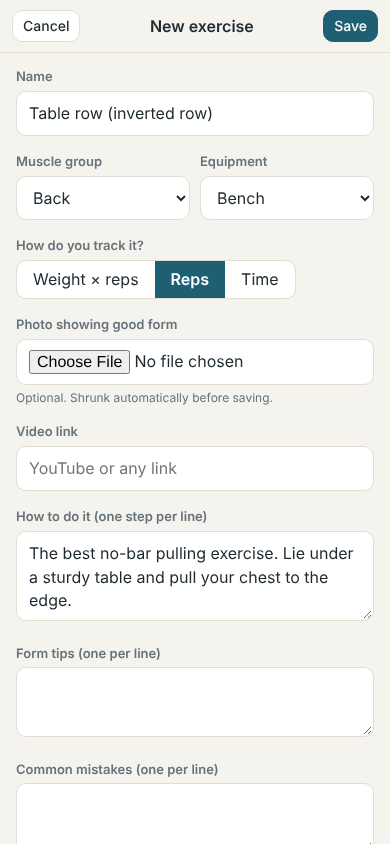 Cancel
New exercise
Save
Name
Table row (inverted row)
Muscle group
Equipment
Back
Bench
How do you track it?
Weight × reps
Reps
Time
Photo showing good form
Choose File No file chosen
Optional. Shrunk automatically before saving.
Video link
YouTube or any link
How to do it (one step per line)
The best no-bar pulling exercise. Lie under
a sturdy table and pull your chest to the
edge.
Form tips (one per line)
Common mistakes (one per line)